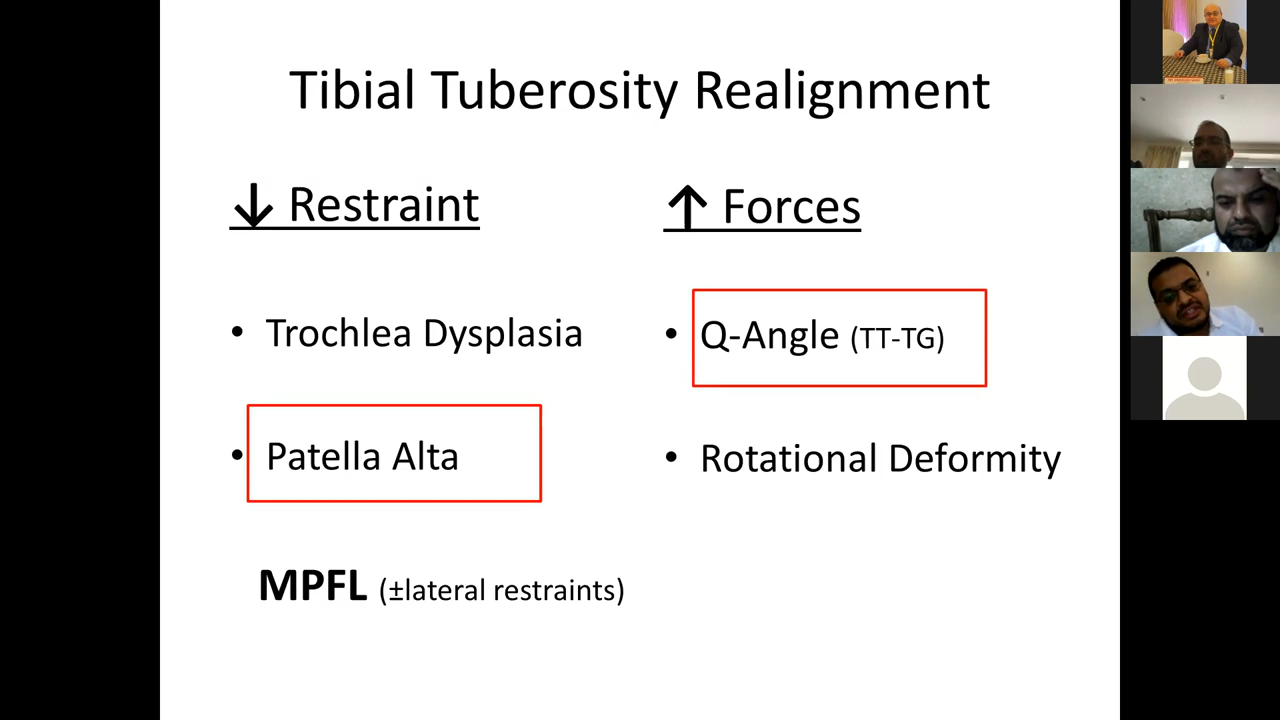 Tibial Tuberosity Realignment
↓ Restraint
• Trochlea Dysplasia
• Patella Alta
MPFL (±lateral restraints)
↑ Forces
• Q-Angle (TT-TG)
• Rotational Deformity